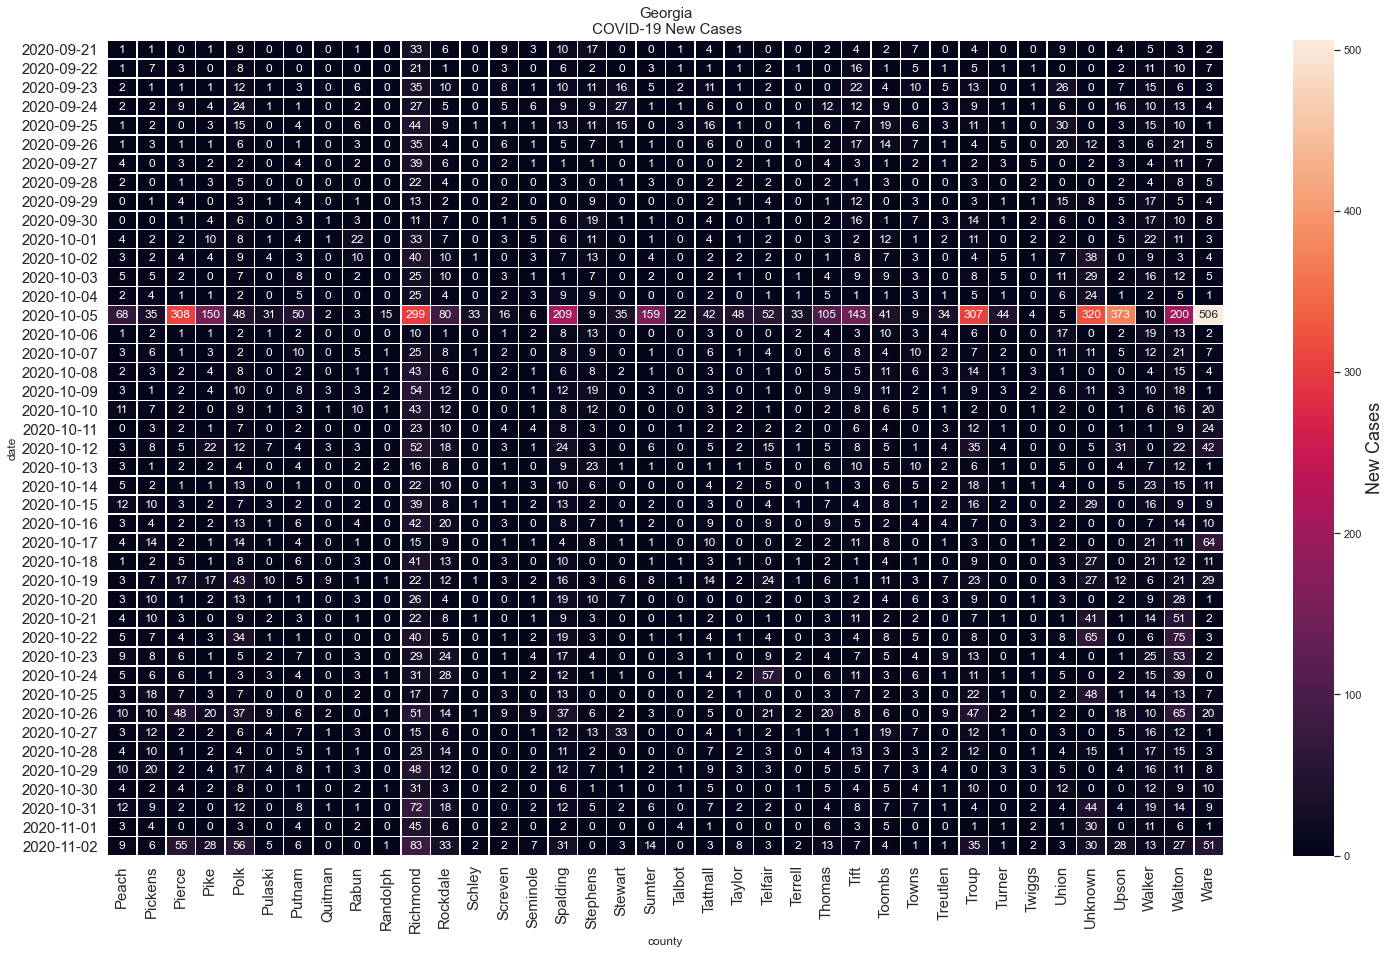 Georgia
COVID-19 New Cases
2020-09-21 1 1 0 1 9 0 0 0 1 0 33 6 0 9 3 10 17 0 0 1 4 1 0 0 2 4 2 7 0 4 0 0 9 0 4 5 3 2
2020-09-22 1 7 3 0 8 0 0 0 0 0 21 1 0 3 0 6 2 0 3 1 1 1 2 1 0 16 1 5 1 5 1 1 0 0 2 11 10 7
2020-09-23 2 1 1 1 12 1 3 0 6 0 35 10 0 8 1 10 11 16 5 2 11 1 2 0 0 22 4 10 5 13 0 1 26 0 7 15 6 3
2020-09-24 2 2 9 4 24 1 1 0 2 0 27 5 0 5 6 9 9 27 1 1 6 0 0 0 12 12 9 0 3 9 1 1 6 0 16 10 13 4
2020-09-25 1 2 0 3 15 0 4 0 6 0 44 9 1 1 1 13 11 15 0 3 16 1 0 1 6 7 19 6 3 11 1 0 30 0 3 15 10 1
2020-09-26 1 3 1 1 6 0 1 0 3 0 35 4 0 6 1 5 7 1 1 0 6 0 0 1 2 17 14 7 1 4 5 0 20 12 3 6 21 5
2020-09-27 4 0 3 2 2 0 4 0 2 0 39 6 0 2 1 1 1 0 1 0 0 2 1 0 4 3 1 2 1 2 3 5 0 2 3 4 11 7
2020-09-28 2 0 1 3 5 0 0 0 0 0 22 4 0 0 0 3 0 1 3 0 2 2 2 0 2 1 3 0 0 3 0 2 0 0 2 4 8 5
2020-09-29 0 1 4 0 3 1 4 0 1 0 13 2 0 2 0 0 9 0 0 0 2 1 4 0 1 12 0 3 0 3 1 1 15 8 5 17 5 4
2020-09-30 0 0 1 4 6 0 3 1 3 0 11 7 0 1 5 6 19 1 1 0 4 0 1 0 2 16 1 7 3 14 1 2 6 0 3 17 10 8
2020-10-01 4 2 2 10 8 1 4 1 22 0 33 7 0 3 5 6 11 0 1 0 4 1 2 0 3 2 12 1 2 11 0 2 2 0 5 22 11 3
2020-10-02 3 2 4 4 9 4 3 0 10 0 40 10 1 0 3 7 13 0 4 0 2 2 2 0 1 8 7 3 0 4 5 1 7 38 0 9 3 4
2020-10-03 5 5 2 0 7 0 8 0 2 0 25 10 0 3 1 1 7 0 2 0 2 1 0 1 4 9 9 3 0 8 5 0 11 29 2 16 12 5
2020-10-04 2 4 1 1 2 0 5 0 0 0 25 4 0 2 3 9 9 0 0 0 2 0 1 1 5 1 1 1 0 5 1 0 6 24 1 2 5 1
2020-10-05 68 35 308 150 48 31 50 2 3 15 299 80 33 16 6 209 9 35 159 22 42 48 52 33 105 143 41 9 34 307 44 4 5 320 373 10 200 506
2020-10-06 1 2 1 1 2 1 2 0 0 0 10 1 0 1 2 8 13 0 0 0 3 1 0 2 4 3 10 3 4 6 0 0 17 0 2 19 13 2
2020-10-07 3 6 1 3 2 0 10 0 5 1 25 8 1 2 0 8 9 0 1 0 6 1 4 0 6 8 4 10 2 7 2 0 11 11 5 12 21 7
2020-10-08 2 3 2 4 8 0 2 0 1 1 43 6 0 2 1 6 8 2 1 0 3 0 1 0 5 5 11 6 3 14 1 3 1 0 0 4 15 4
2020-10-09 3 1 2 4 10 0 8 3 3 2 54 12 0 0 1 12 19 0 3 0 3 1 0 0 9 9 11 2 1 9 3 2 6 11 3 10 18 1
2020-10-10 11 7 2 0 9 1 3 1 10 1 43 12 0 0 1 8 12 0 0 0 3 2 1 0 2 8 6 5 1 2 0 1 2 0 1 6 16 20
2020-10-11 0 3 2 1 7 0 2 0 0 0 23 10 0 4 4 8 3 0 0 1 2 2 2 2 0 6 4 0 3 12 1 0 0 0 1 1 9 24
2020-10-12 3 8 5 22 12 7 4 3 3 0 52 18 0 3 1 24 3 0 6 0 5 2 15 1 5 8 5 1 4 35 4 0 0 5 31 0 22 42
2020-10-13 3 1 2 2 4 0 4 0 2 2 16 8 0 1 0 9 23 1 1 0 1 1 5 0 6 10 5 10 2 6 1 0 5 0 4 7 12 1
2020-10-14 5 2 1 1 13 0 1 0 0 0 22 10 0 1 3 10 6 0 0 0 4 2 5 0 1 3 6 5 2 18 1 1 4 0 5 23 15 11
2020-10-15 12 10 3 2 7 3 2 0 2 0 39 8 1 1 2 13 2 0 2 0 3 0 4 1 7 4 8 1 2 16 2 0 2 29 0 16 9 9
2020-10-16 3 4 2 2 13 1 6 0 4 0 42 20 0 3 0 8 7 1 2 0 9 0 9 0 9 5 2 4 4 7 0 3 2 0 0 7 14 10
2020-10-17 4 14 2 1 14 1 4 0 1 0 15 9 0 1 1 4 8 1 1 0 10 0 0 2 2 11 8 0 1 3 0 1 2 0 0 21 11 64
2020-10-18 1 2 5 1 8 0 6 0 3 0 41 13 0 3 0 10 0 0 1 1 3 1 0 1 2 1 4 1 0 9 0 0 3 27 0 21 12 11
2020-10-19 3 7 17 17 43 10 5 9 1 1 22 12 1 3 2 16 3 6 8 1 14 2 24 1 6 1 11 3 7 23 0 0 3 27 12 6 21 29
2020-10-20 3 10 1 2 13 1 1 0 3 0 26 4 0 0 1 19 10 7 0 0 0 0 2 0 3 2 4 6 3 9 0 1 3 0 2 9 28 1
2020-10-21 4 10 3 0 9 2 3 0 1 0 22 8 1 0 1 9 3 0 0 1 2 0 1 0 3 11 2 2 0 7 1 0 1 41 1 14 51 2
2020-10-22 5 7 4 3 34 1 1 0 0 0 40 5 0 1 2 19 3 0 1 1 4 1 4 0 3 4 8 5 0 8 0 3 0 65 0 6 75 3
2020-10-23 9 8 6 1 5 2 7 0 3 0 29 24 0 1 4 17 4 0 0 3 1 0 9 2 4 7 5 4 9 13 0 1 4 0 1 25 53 2
2020-10-24 5 6 6 1 3 3 4 0 3 1 31 28 0 1 2 12 1 1 0 1 4 2 57 0 6 11 3 6 1 11 1 1 5 0 2 15 39 0
2020-10-25 3 18 7 3 7 0 0 0 2 0 17 7 0 3 0 13 0 0 0 0 2 1 0 0 3 7 2 0 3 22 1 0 2 48 1 14 13 7
2020-10-26 10 10 48 20 37 9 6 2 0 1 51 14 1 9 9 37 6 2 3 0 5 0 21 2 20 8 6 0 9 47 2 1 2 0 18 10 65 20
2020-10-27 3 12 2 2 6 4 7 1 3 0 15 6 0 0 1 12 13 33 0 0 4 1 2 1 1 1 19 7 0 12 1 0 3 0 5 16 12 1
2020-10-28 4 10 1 2 4 0 5 1 1 1 23 14 0 0 0 11 2 0 0 0 7 2 3 0 4 13 3 2 2 12 0 1 4 15 1 17 15 3
2020-10-29 10 20 2 4 17 4 8 1 3 0 48 12 0 0 2 12 7 1 2 1 9 3 3 0 5 5 7 3 4 0 3 3 5 0 4 16 11 8
2020-10-30 4 2 4 2 8 0 1 0 2 1 31 3 0 2 0 6 1 1 0 1 5 0 0 1 5 4 5 4 1 10 0 0 12 0 0 12 9 10
2020-10-31 12 9 2 0 12 0 8 1 1 0 72 18 0 0 2 12 5 2 6 0 7 2 2 0 4 10 8 7 7 1 4 0 2 44 4 19 14 9
2020-11-01 3 4 0 0 3 0 4 0 2 0 45 6 0 2 0 2 0 0 0 4 1 0 0 0 6 3 5 0 0 1 1 2 1 30 0 11 6 1
2020-11-02 9 6 55 28 56 5 6 0 0 1 83 33 2 2 7 31 0 3 14 0 3 8 3 2 13 7 4 1 1 35 1 2 3 30 28 13 27 51
Peach Pickens Pierce Pike Polk Pulaski Putnam Quitman Rabun Randolph Richmond Rockdale Schley Screven Seminole Spalding Stephens Stewart Sumter Talbot Tattnall Taylor Telfair Terrell Thomas Tift Toombs Towns Treutlen Troup Turner Twiggs Union Unknown Upson Walker Walton Ware
county
date
500
400
300
200
100
0
New Cases